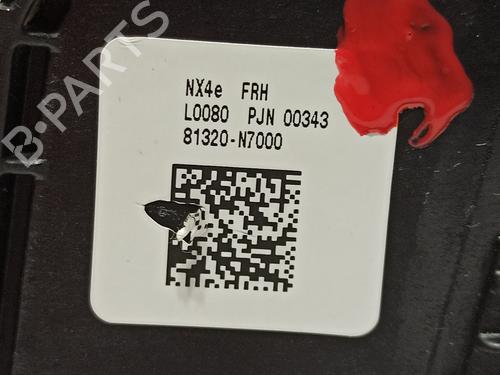 B-PARTS
NX4e FRH
L0080 PJN 00343
81320-N7000